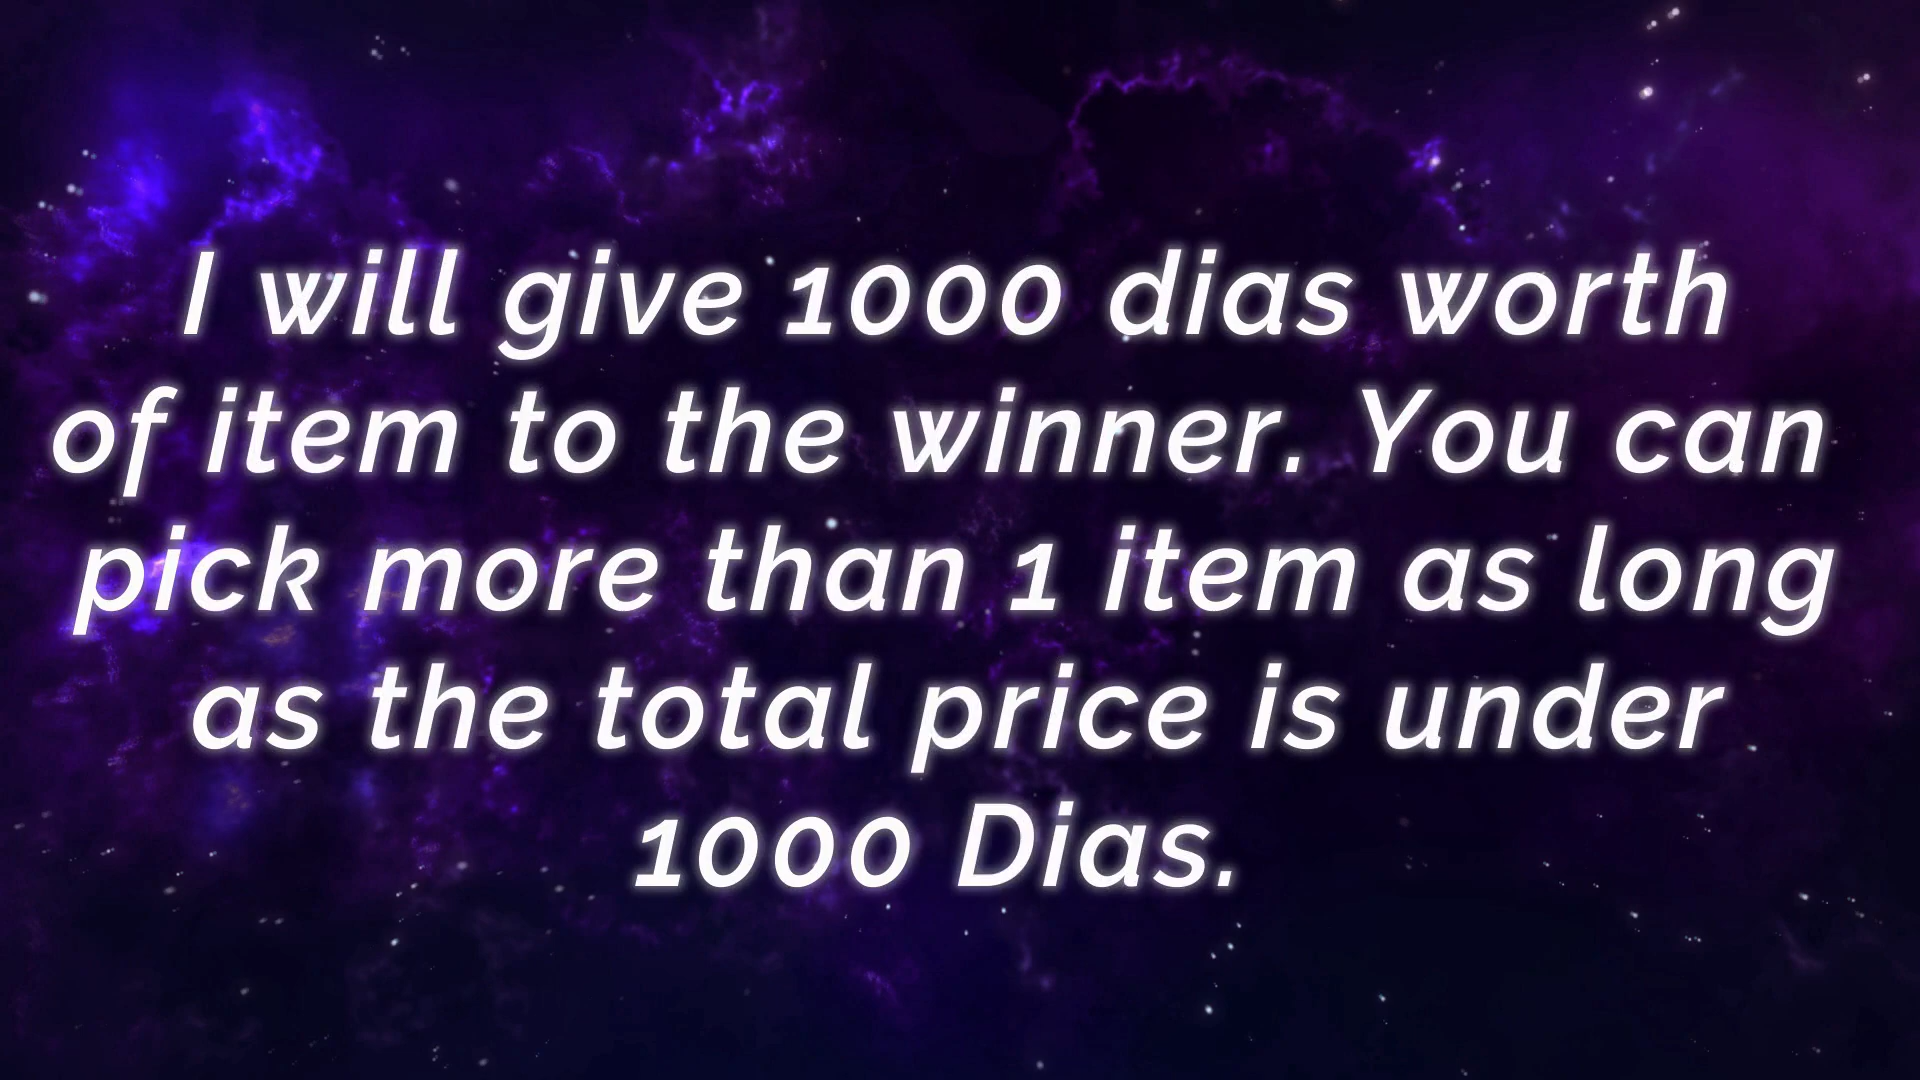 I will give 1000 dias worth
of item to the winner. You can
pick more than 1 item as long
as the total price is under
1000 Dias.